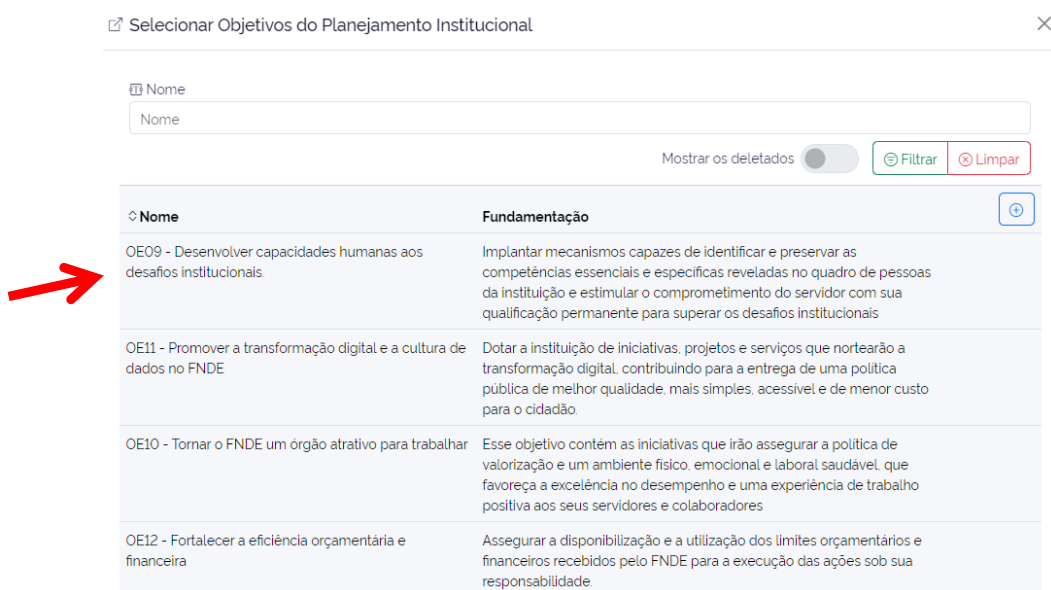 Selecionar Objetivos do Planejamento Institucional
Nome
Nome
Mostrar os deletados
Filtrar
Limpar
Nome
Fundamentação
OE09 - Desenvolver capacidades humanas aos
desafios institucionais.
Implantar mecanismos capazes de identificar e preservar as
competências essenciais e específicas reveladas no quadro de pessoas
da instituição e estimular o comprometimento do servidor com sua
qualificação permanente para superar os desafios institucionais
OE11 - Promover a transformação digital e a cultura de
dados no FNDE
Dotar a instituição de iniciativas, projetos e serviços que nortearão a
transformação digital, contribuindo para a entrega de uma política
pública de melhor qualidade, mais simples, acessível e de menor custo
para o cidadão.
OE10 - Tornar o FNDE um órgão atrativo para trabalhar
Esse objetivo contém as iniciativas que irão assegurar a política de
valorização e um ambiente físico, emocional e laboral saudável, que
favoreça a excelência no desempenho e uma experiência de trabalho
positiva aos seus servidores e colaboradores
OE12 - Fortalecer a eficiência orçamentária e
financeira
Assegurar a disponibilização e a utilização dos limites orçamentários e
financeiros recebidos pelo FNDE para a execução das ações sob sua
responsabilidade.